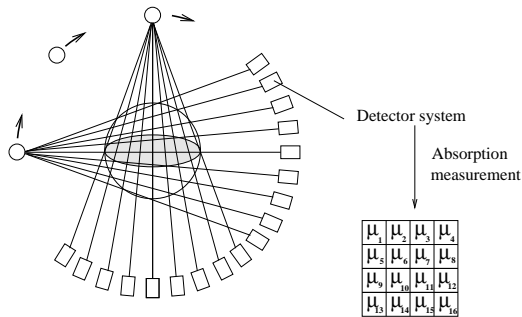 Detector system
Absorption
measurement
μ1 μ2 μ3 μ4
μ5 μ6 μ7 μ8
μ9 μ10 μ11 μ12
μ13 μ14 μ15 μ16